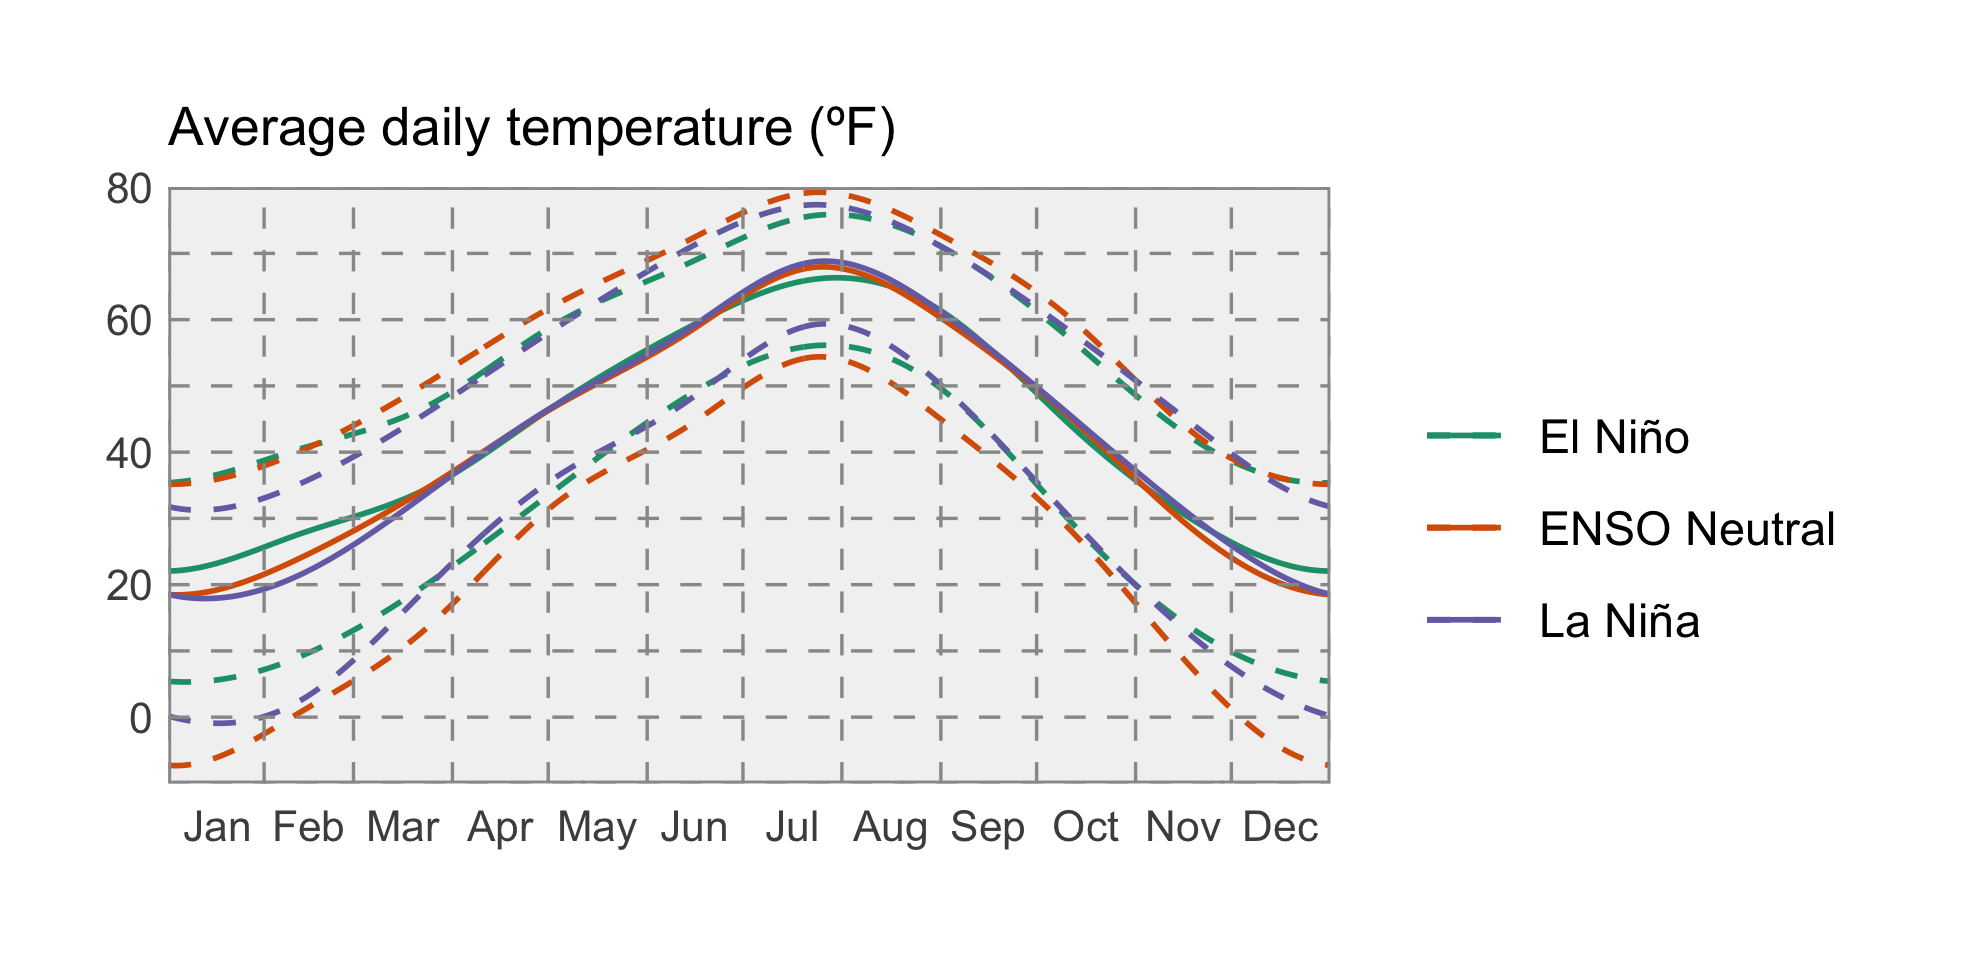 Average daily temperature (ºF)
80
60
40
20
0
Jan Feb Mar Apr May Jun Jul Aug Sep Oct Nov Dec
El Niño
ENSO Neutral
La Niña